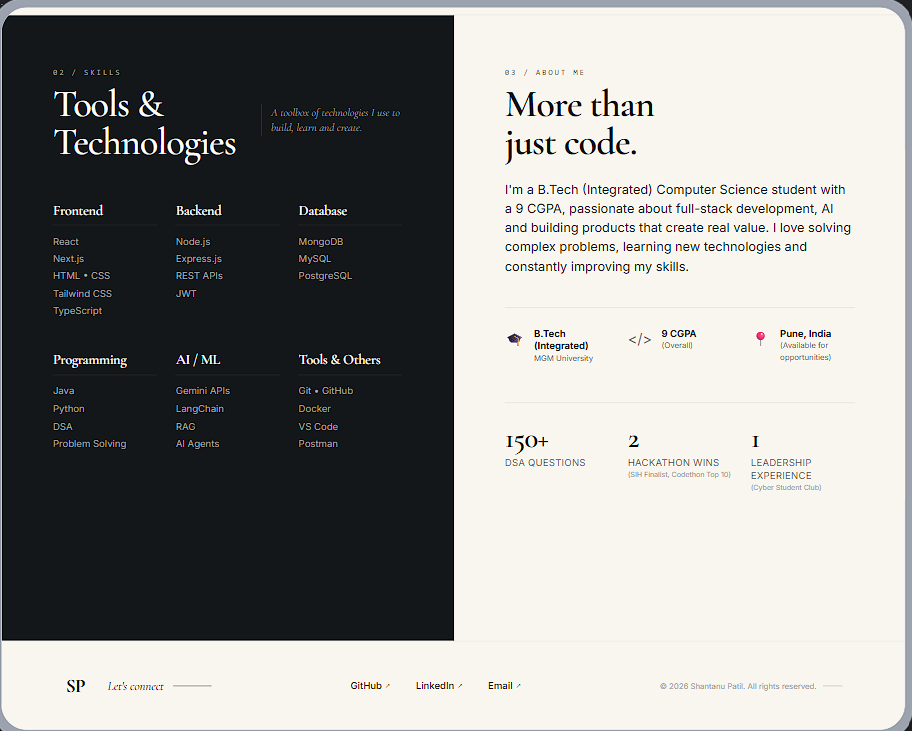 02 / SKILLS
Tools &
Technologies
A toolbox of technologies I use to
build, learn and create.
Frontend
React
Next.js
HTML • CSS
Tailwind CSS
TypeScript
Backend
Node.js
Express.js
REST APIs
JWT
Database
MongoDB
MySQL
PostgreSQL
Programming
Java
Python
DSA
Problem Solving
AI / ML
Gemini APIs
LangChain
RAG
AI Agents
Tools & Others
Git • GitHub
Docker
VS Code
Postman
03 / ABOUT ME
More than
just code.
I'm a B.Tech (Integrated) Computer Science student with
a 9 CGPA, passionate about full-stack development, AI
and building products that create real value. I love solving
complex problems, learning new technologies and
constantly improving my skills.
B.Tech
(Integrated)
MGM University
</> 9 CGPA
(Overall)
Pune, India
(Available for
opportunities)
150+
DSA QUESTIONS
2
HACKATHON WINS
(SIH Finalist, Codethon Top 10)
1
LEADERSHIP
EXPERIENCE
(Cyber Student Club)
SP Let's connect
GitHub ↗ LinkedIn ↗ Email ↗
© 2026 Shantanu Patil. All rights reserved.